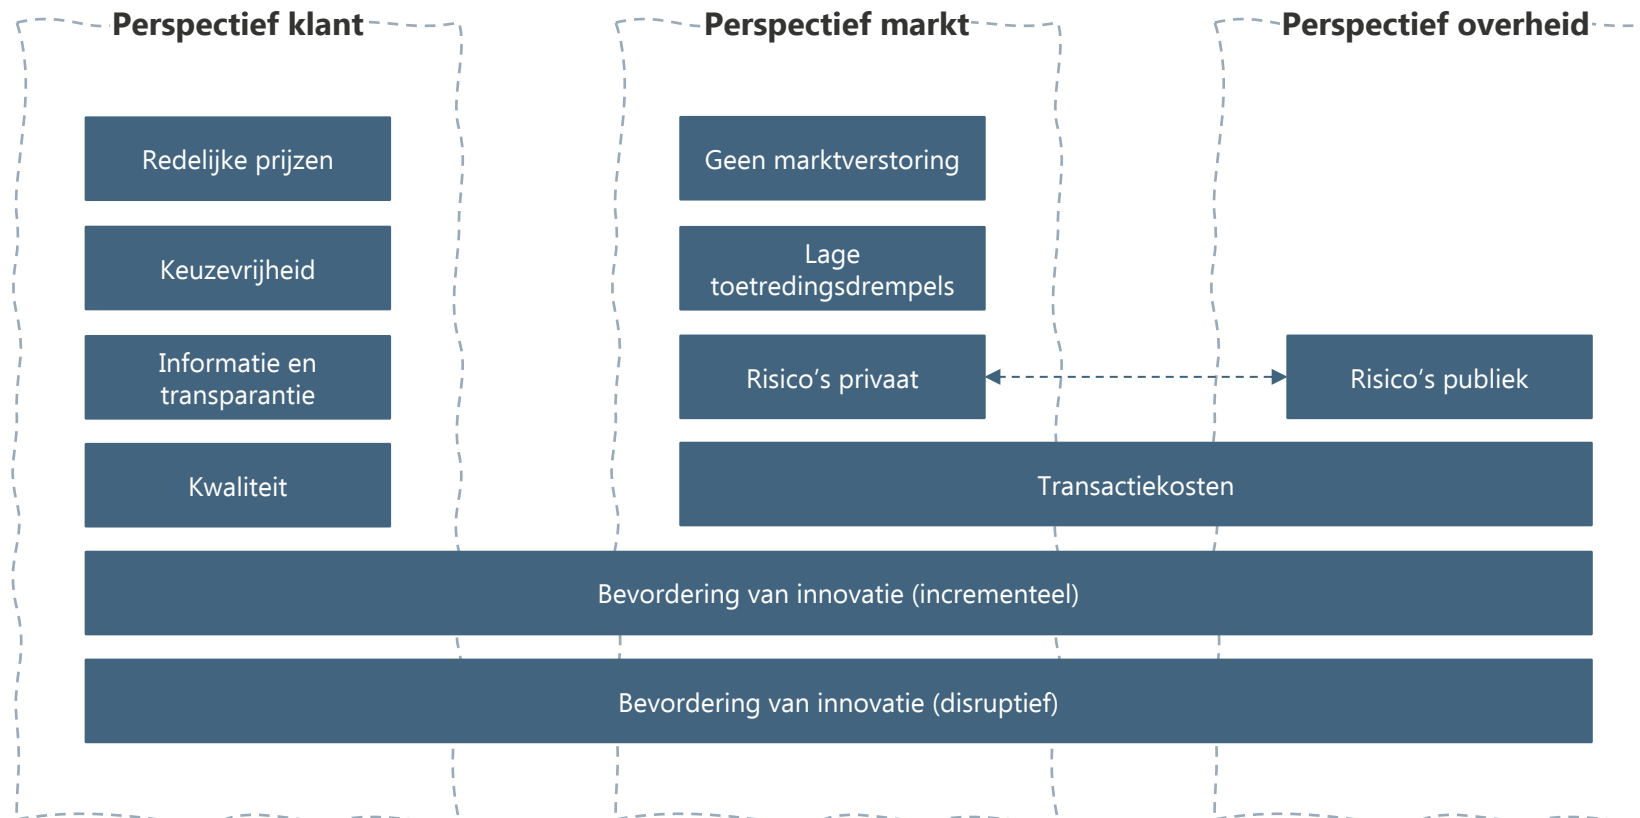 Perspectief klant
Perspectief markt
Perspectief overheid
Redelijke prijzen
Geen marktverstoring
Keuzevrijheid
Lage
toetredingsdrempels
Informatie en
transparantie
Risico's privaat
Risico's publiek
Kwaliteit
Transactiekosten
Bevordering van innovatie (incrementeel)
Bevordering van innovatie (disruptief)